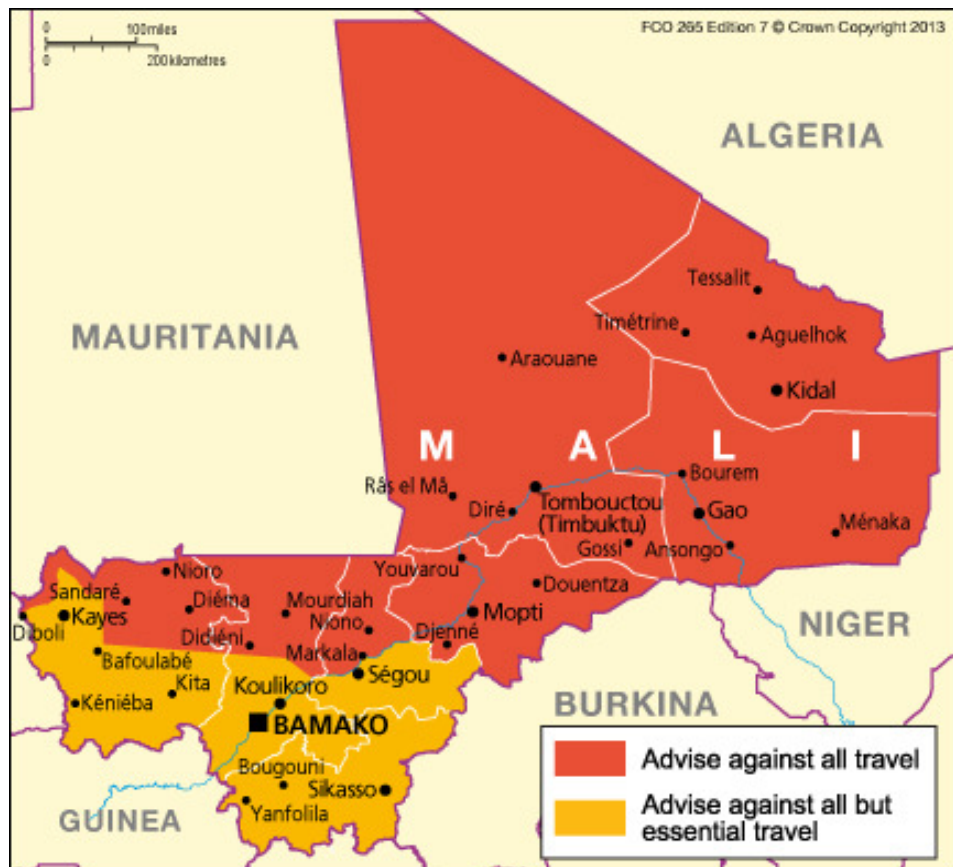 0 100miles
0 200kilometres
FCO 265 Edition 7 © Crown Copyright 2013
ALGERIA
MAURITANIA
Tessalit
Timétrine
Aguelhok
Araouane
Kidal
M A L I
Râs el Mâ
Bourem
Diré
Tombouctou
(Timbuktu)
Gao
Ménaka
Gossi
Ansongo
Youvarou
Douentza
Nioro
Sandaré
Diéma
Mourdiah
Mopti
Kayes
Niono
Diboli
Didiéni
Djenné
NIGER
Markala
Bafoulabé
Ségou
Kita
Koulikoro
Kéniéba
BURKINA
BAMAKO
Bougouni
Sikasso
Yanfolila
GUINEA
Advise against all travel
Advise against all but
essential travel